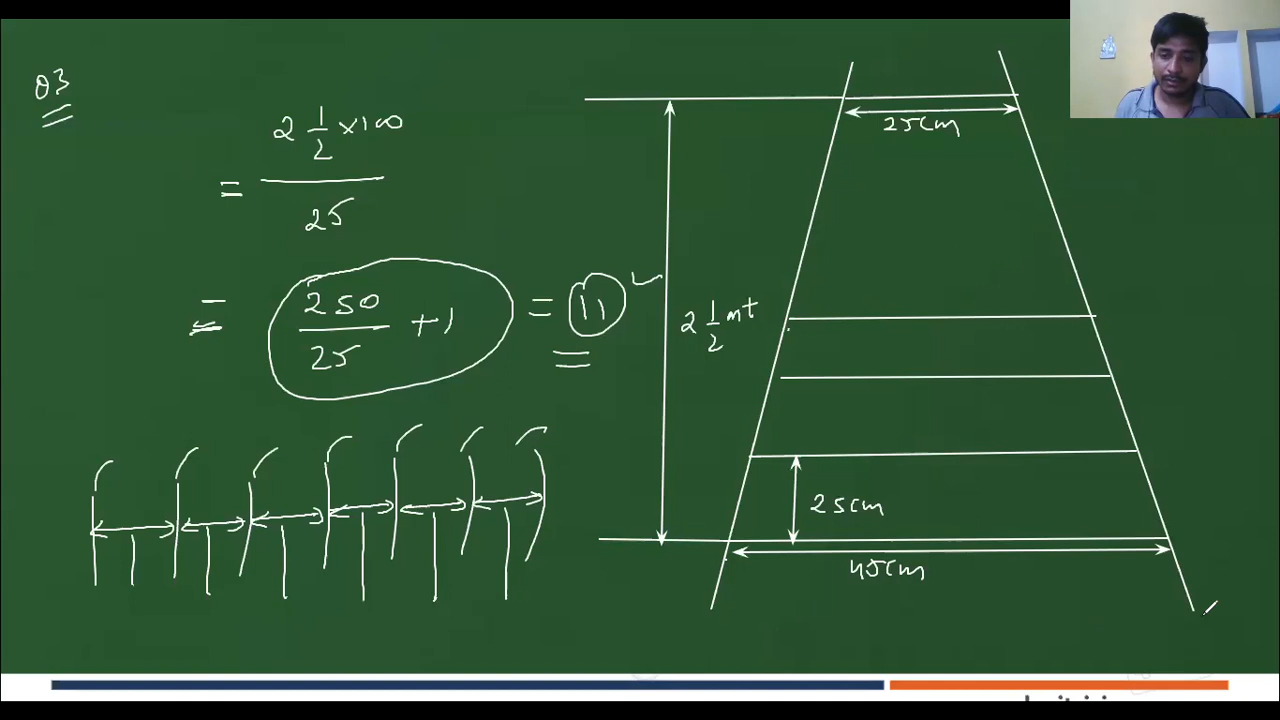 Q3
2 1/2 × 100
=
25
= 250/25 + 1 = 11
25cm
2 1/2 mt
25cm
45cm